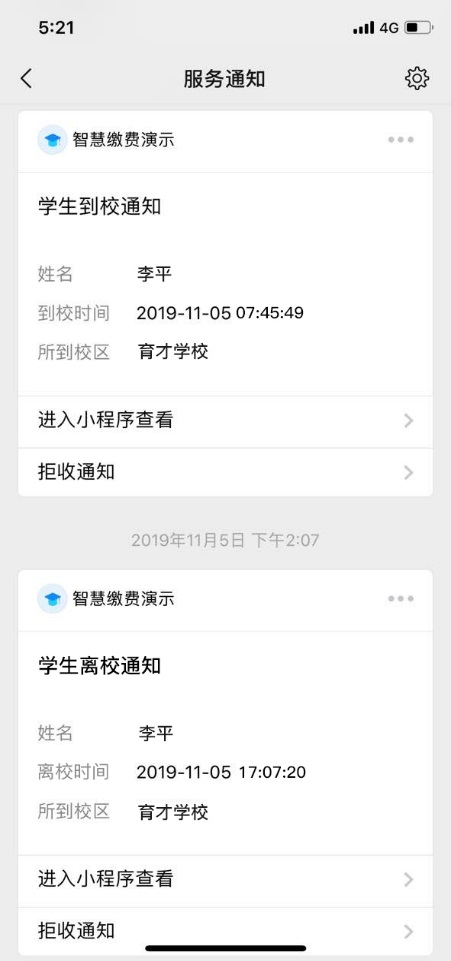 5:21
4G
服务通知
智慧缴费演示
学生到校通知
姓名 李平
到校时间 2019-11-05 07:45:49
所到校区 育才学校
进入小程序查看
拒收通知
2019年11月5日 下午2:07
智慧缴费演示
学生离校通知
姓名 李平
离校时间 2019-11-05 17:07:20
所到校区 育才学校
进入小程序查看
拒收通知